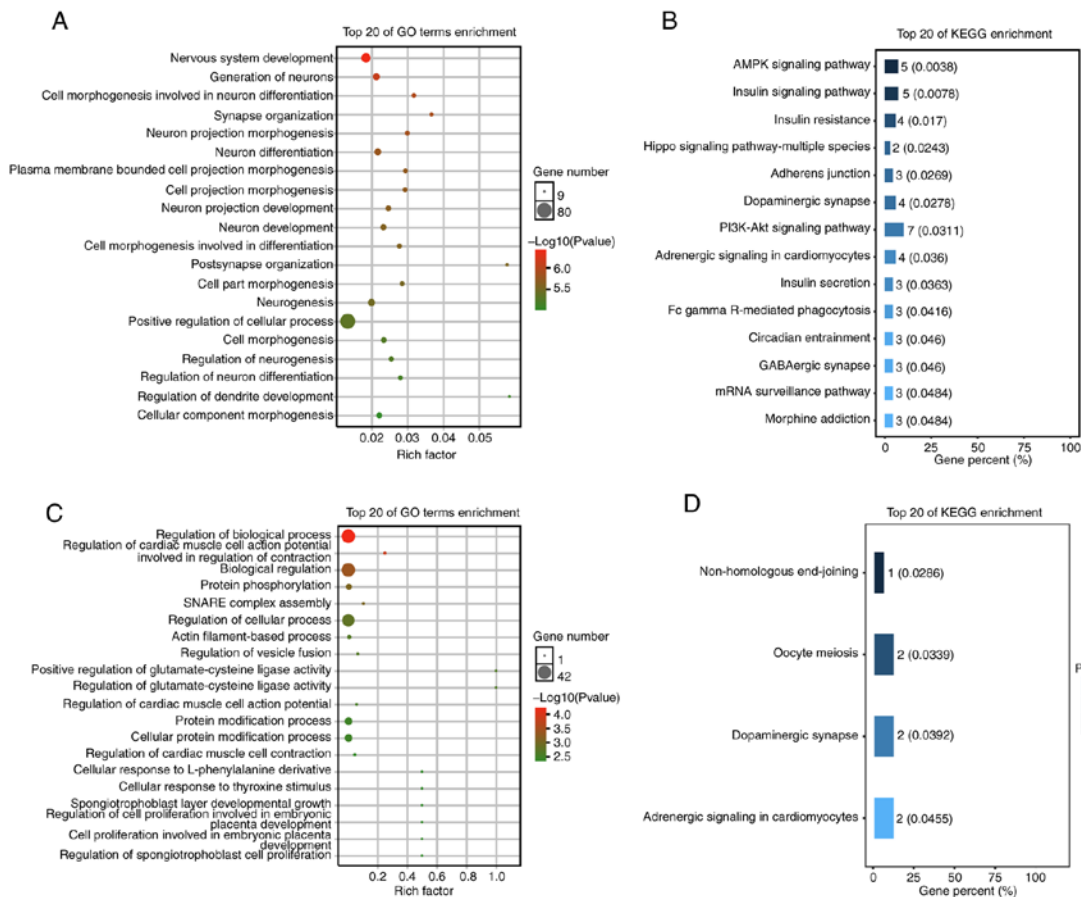 A
Top 20 of GO terms enrichment
Nervous system development
Generation of neurons
Cell morphogenesis involved in neuron differentiation
Synapse organization
Neuron projection morphogenesis
Neuron differentiation
Plasma membrane bounded cell projection morphogenesis
Cell projection morphogenesis
Neuron projection development
Neuron development
Cell morphogenesis involved in differentiation
Postsynapse organization
Cell part morphogenesis
Neurogenesis
Positive regulation of cellular process
Cell morphogenesis
Regulation of neurogenesis
Regulation of neuron differentiation
Regulation of dendrite development
Cellular component morphogenesis
0.02 0.03 0.04 0.05
Rich factor
Gene number
9
80
−Log10(Pvalue)
6.0
5.5
B
Top 20 of KEGG enrichment
AMPK signaling pathway 5 (0.0038)
Insulin signaling pathway 5 (0.0078)
Insulin resistance 4 (0.017)
Hippo signaling pathway-multiple species 2 (0.0243)
Adherens junction 3 (0.0269)
Dopaminergic synapse 4 (0.0278)
PI3K-Akt signaling pathway 7 (0.0311)
Adrenergic signaling in cardiomyocytes 4 (0.036)
Insulin secretion 3 (0.0363)
Fc gamma R-mediated phagocytosis 3 (0.0416)
Circadian entrainment 3 (0.046)
GABAergic synapse 3 (0.046)
mRNA surveillance pathway 3 (0.0484)
Morphine addiction 3 (0.0484)
0 25 50 75 100
Gene percent (%)
C
Top 20 of GO terms enrichment
Regulation of biological process
Regulation of cardiac muscle cell action potential
involved in regulation of contraction
Biological regulation
Protein phosphorylation
SNARE complex assembly
Regulation of cellular process
Actin filament-based process
Regulation of vesicle fusion
Positive regulation of glutamate-cysteine ligase activity
Regulation of glutamate-cysteine ligase activity
Regulation of cardiac muscle cell action potential
Protein modification process
Cellular protein modification process
Regulation of cardiac muscle cell contraction
Cellular response to L-phenylalanine derivative
Cellular response to thyroxine stimulus
Spongiotrophoblast layer developmental growth
Regulation of cell proliferation involved in embryonic
placenta development
Cell proliferation involved in embryonic placenta
development
Regulation of spongiotrophoblast cell proliferation
0.2 0.4 0.6 0.8 1.0
Rich factor
Gene number
1
42
−Log10(Pvalue)
4.0
3.5
3.0
2.5
D
Top 20 of KEGG enrichment
Non-homologous end-joining 1 (0.0286)
Oocyte meiosis 2 (0.0339)
Dopaminergic synapse 2 (0.0392)
Adrenergic signaling in cardiomyocytes 2 (0.0455)
0 25 50 75 100
Gene percent (%)
P